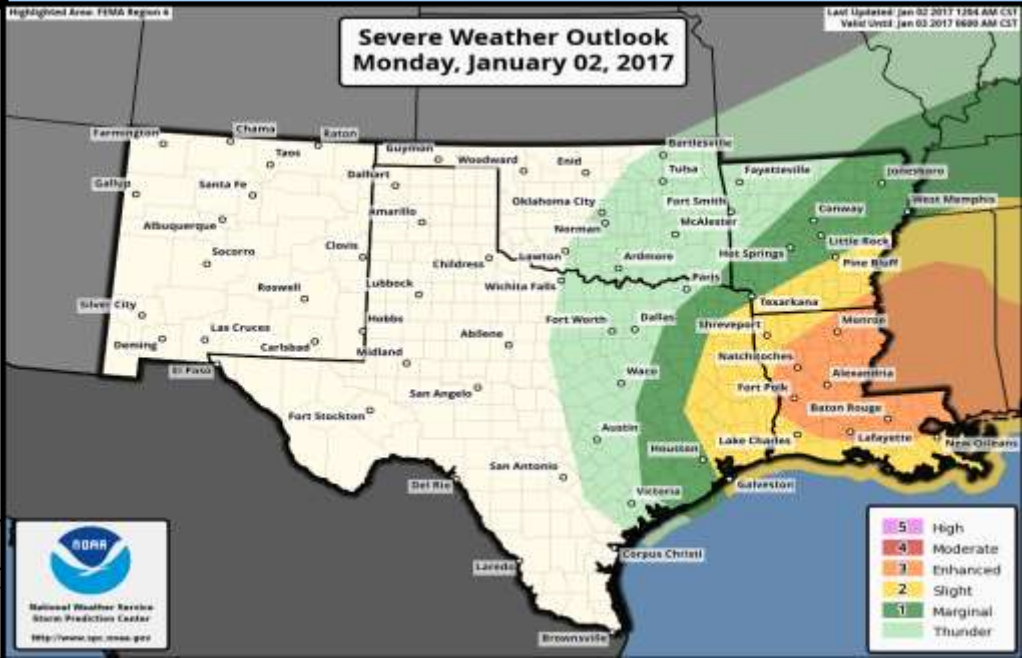 Highlighted Area: FEMA Region 6
Last Updated: Jan 02 2017 1204 AM CST
Valid Until: Jan 03 2017 0600 AM CST
Severe Weather Outlook
Monday, January 02, 2017
Farmington
Chama
Raton
Taos
Guymon
Woodward
Enid
Bartlesville
Tulsa
Fayetteville
Jonesboro
Gallup
Santa Fe
Dalhart
Oklahoma City
Fort Smith
West Memphis
Albuquerque
Amarillo
Norman
McAlester
Conway
Socorro
Clovis
Childress
Lawton
Ardmore
Hot Springs
Little Rock
Pine Bluff
Roswell
Lubbock
Wichita Falls
Paris
Texarkana
Silver City
Las Cruces
Hobbs
Abilene
Fort Worth
Dallas
Shreveport
Monroe
Deming
Carlsbad
Midland
Natchitoches
El Paso
San Angelo
Waco
Fort Polk
Alexandria
Fort Stockton
Baton Rouge
Austin
Houston
Lake Charles
Lafayette
New Orleans
San Antonio
Del Rio
Victoria
Galveston
Corpus Christi
Laredo
Brownsville
NOAA
National Weather Service
Storm Prediction Center
http://www.spc.noaa.gov
5 High
4 Moderate
3 Enhanced
2 Slight
1 Marginal
Thunder